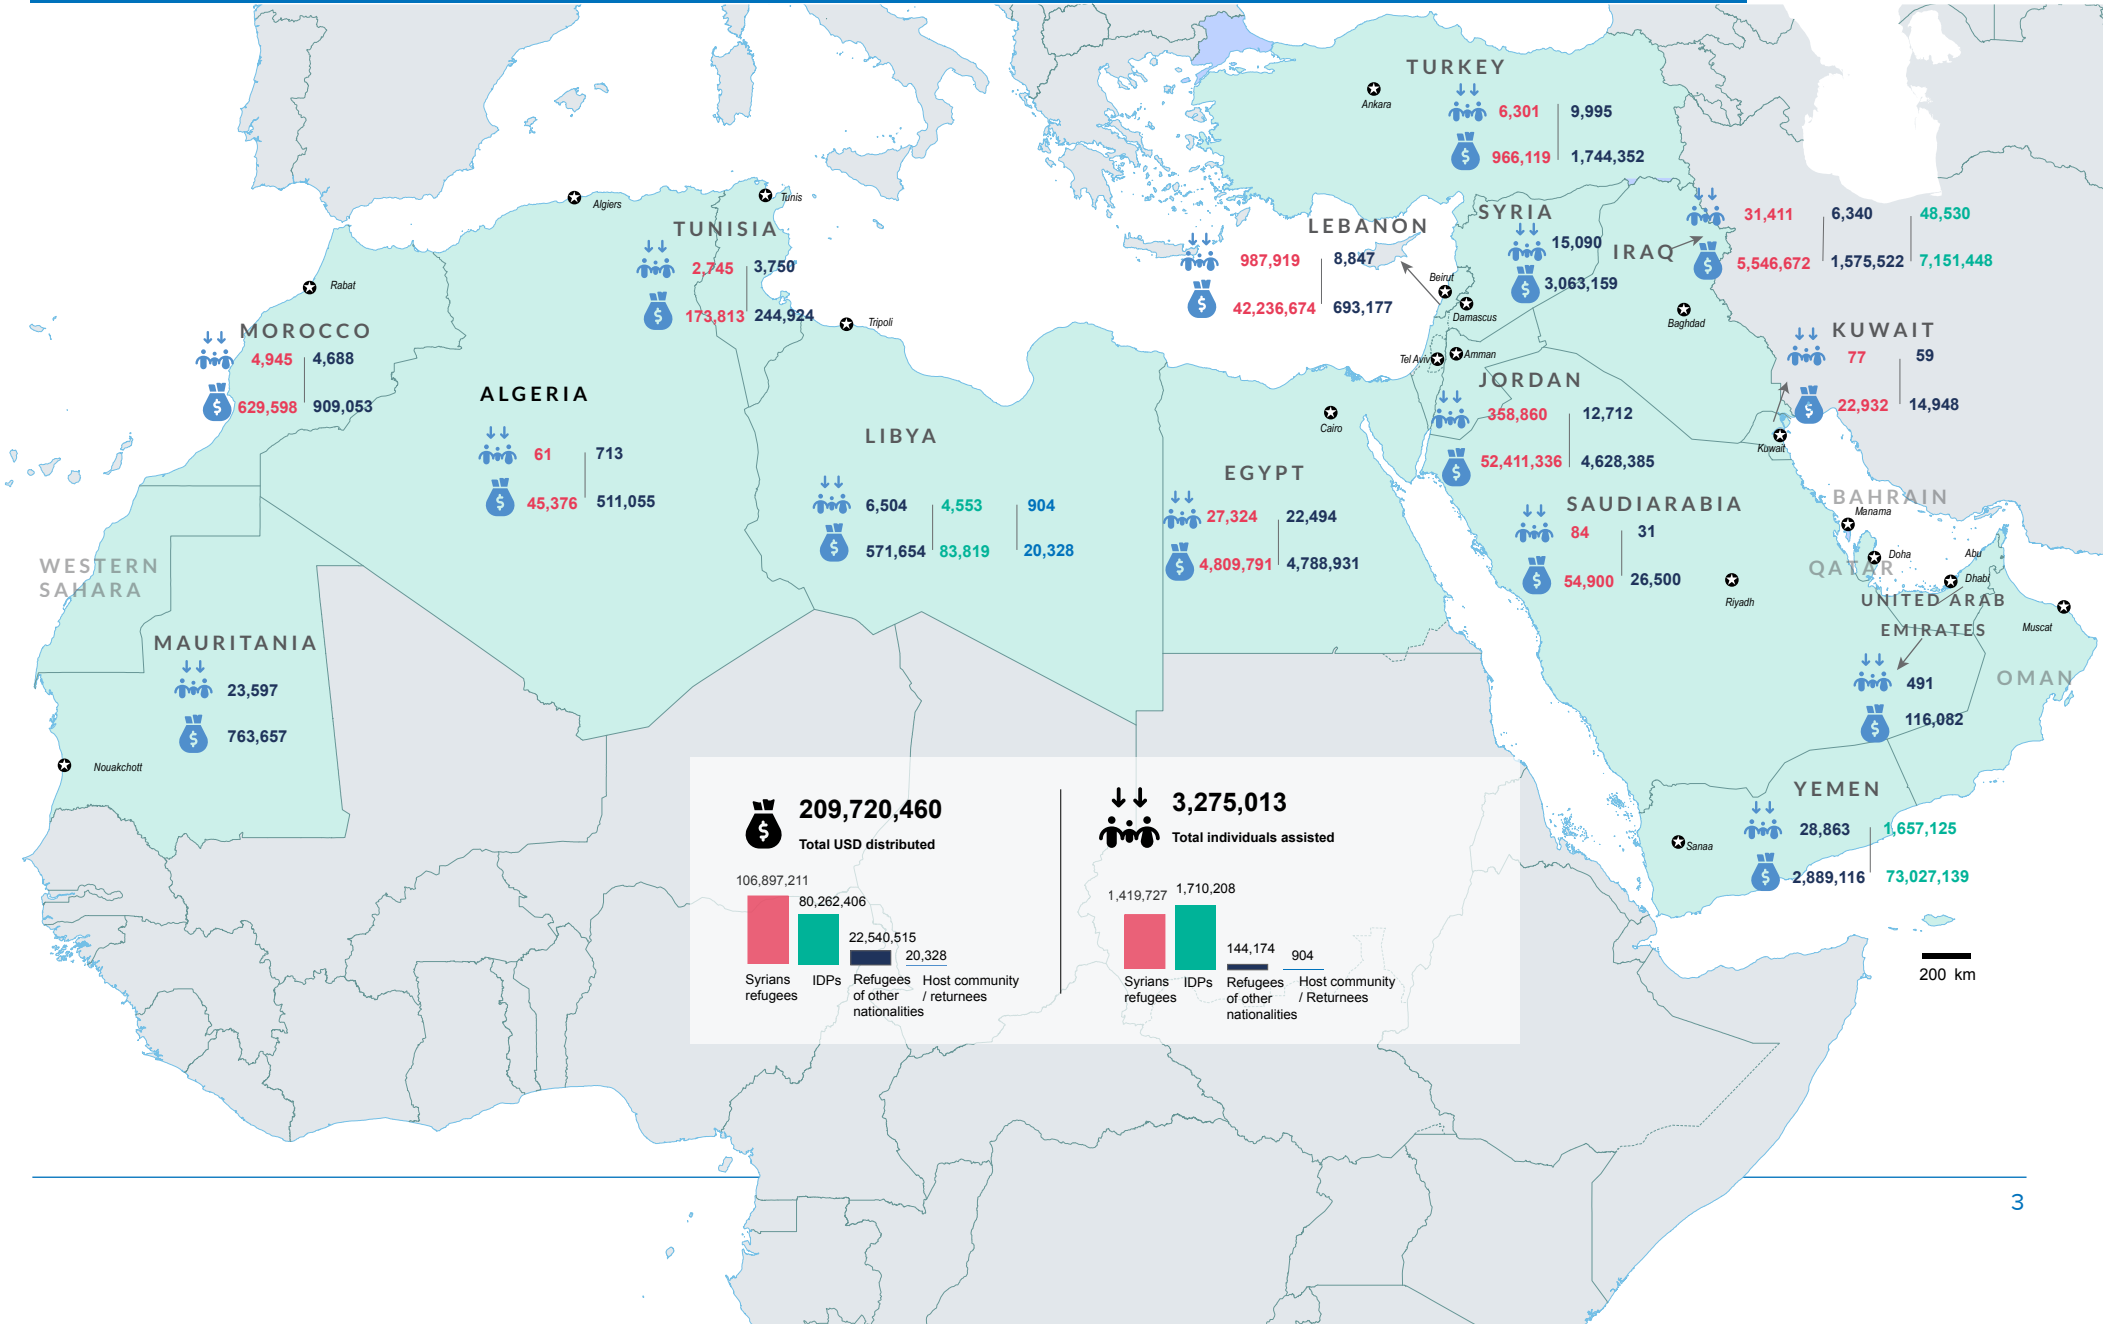 TURKEY
Ankara
6,301 9,995
966,119 1,744,352
Algiers
Tunis
TUNISIA
2,745 3,750
173,813 244,924
Tripoli
LEBANON
987,919 8,847
42,236,674 693,177
Beirut
SYRIA
15,090
3,063,159
Damascus
IRAQ
31,411 6,340 48,530
5,546,672 1,575,522 7,151,448
Baghdad
Rabat
MOROCCO
4,945 4,688
629,598 909,053
KUWAIT
77 59
22,932 14,948
Kuwait
Tel Aviv
Amman
JORDAN
358,860 12,712
52,411,336 4,628,385
ALGERIA
61 713
45,376 511,055
LIBYA
6,504 4,553 904
571,654 83,819 20,328
Cairo
EGYPT
27,324 22,494
4,809,791 4,788,931
SAUDIARABIA
84 31
54,900 26,500
Riyadh
BAHRAIN
Manama
Doha
QATAR
Abu
Dhabi
UNITED ARAB
EMIRATES
491
116,082
Muscat
OMAN
WESTERN
SAHARA
MAURITANIA
23,597
763,657
Nouakchott
YEMEN
28,863 1,657,125
2,889,116 73,027,139
Sanaa
209,720,460
Total USD distributed
106,897,211
80,262,406
22,540,515
20,328
Syrians
refugees
IDPs
Refugees
of other
nationalities
Host community
/ returnees
3,275,013
Total individuals assisted
1,419,727
1,710,208
144,174
904
Syrians
refugees
IDPs
Refugees
of other
nationalities
Host community
/ Returnees
200 km
3